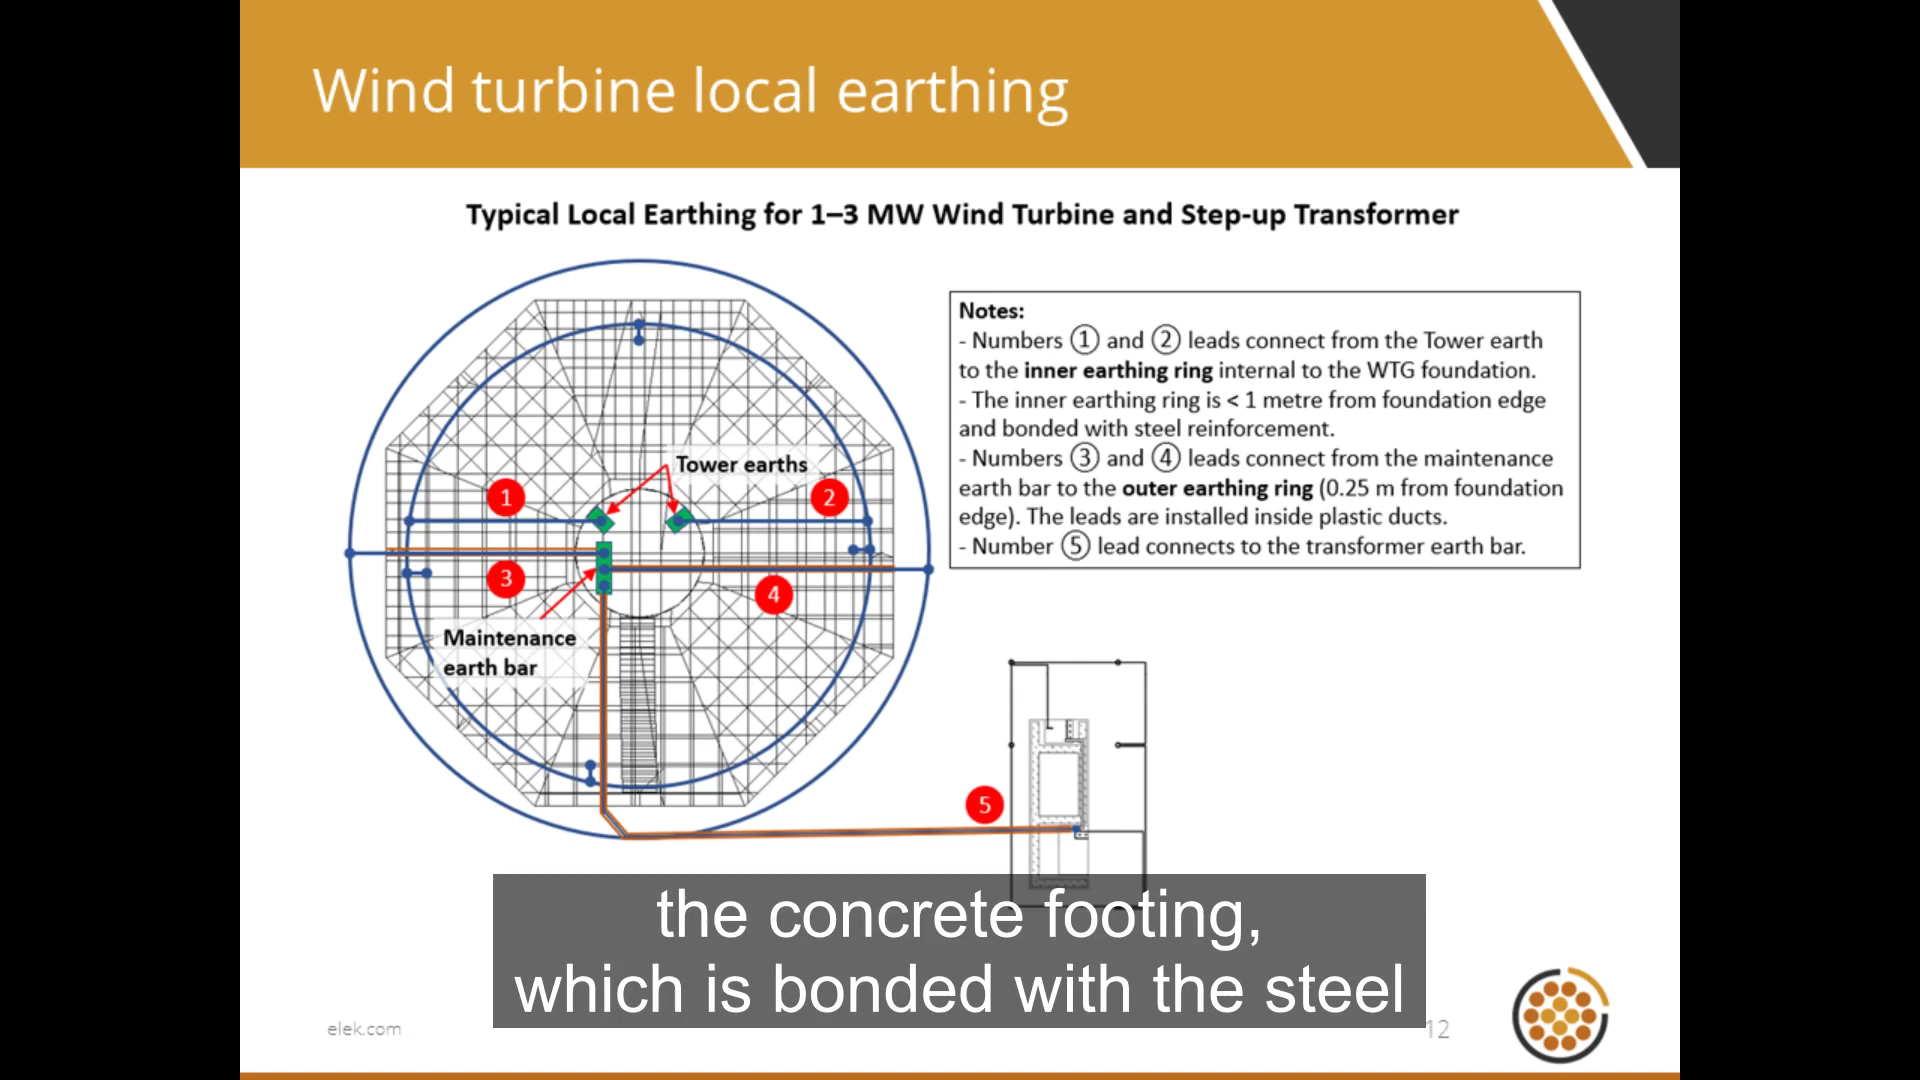 Wind turbine local earthing
Typical Local Earthing for 1–3 MW Wind Turbine and Step-up Transformer
Notes:
- Numbers ① and ② leads connect from the Tower earth
to the inner earthing ring internal to the WTG foundation.
- The inner earthing ring is < 1 metre from foundation edge
and bonded with steel reinforcement.
- Numbers ③ and ④ leads connect from the maintenance
earth bar to the outer earthing ring (0.25 m from foundation
edge). The leads are installed inside plastic ducts.
- Number ⑤ lead connects to the transformer earth bar.
Tower earths
1
2
3
4
Maintenance
earth bar
5
the concrete footing,
which is bonded with the steel
elek.com
12